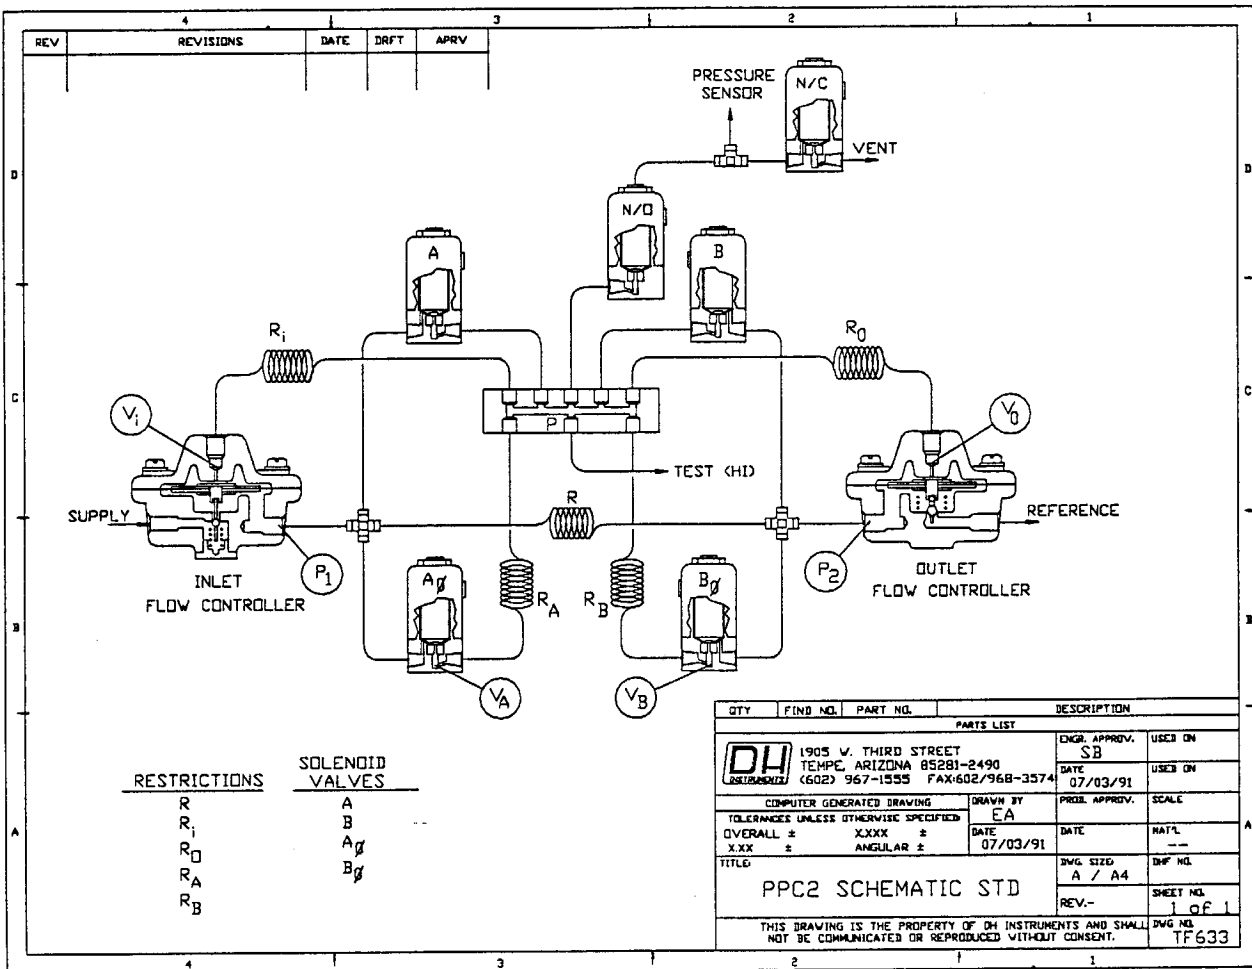 4 3 2 1
REV REVISIONS DATE DRFT APRV
PRESSURE
SENSOR
N/C
VENT
D D
N/O
A
B
Ri
RO
C C
Vi
VO
P
TEST (HI)
R
SUPPLY
REFERENCE
P1
P2
INLET
FLOW CONTROLLER
OUTLET
FLOW CONTROLLER
AØ
RA
RB
BØ
B B
VA
VB
RESTRICTIONS
R
Ri
RO
RA
RB
SOLENOID
VALVES
A
B
AØ
BØ
A A
QTY FIND NO. PART NO. DESCRIPTION
PARTS LIST
DH
INSTRUMENTS
1905 W. THIRD STREET
TEMPE, ARIZONA 85281-2490
(602) 967-1555 FAX:602/968-3574
ENGR. APPROV. USED ON
SB
DATE USED ON
07/03/91
COMPUTER GENERATED DRAWING
TOLERANCES UNLESS OTHERWISE SPECIFIED
OVERALL ± X.XXX ±
X.XX ± ANGULAR ±
DRAWN BY
EA
DATE
07/03/91
PROD. APPROV. SCALE
DATE MAT'L
--
TITLE:
PPC2 SCHEMATIC STD
DWG. SIZE:
A / A4
DHF NO.
REV.-
SHEET NO.
1 OF 1
THIS DRAWING IS THE PROPERTY OF DH INSTRUMENTS AND SHALL
NOT BE COMMUNICATED OR REPRODUCED WITHOUT CONSENT.
DWG NO.
TF633
4 3 2 1